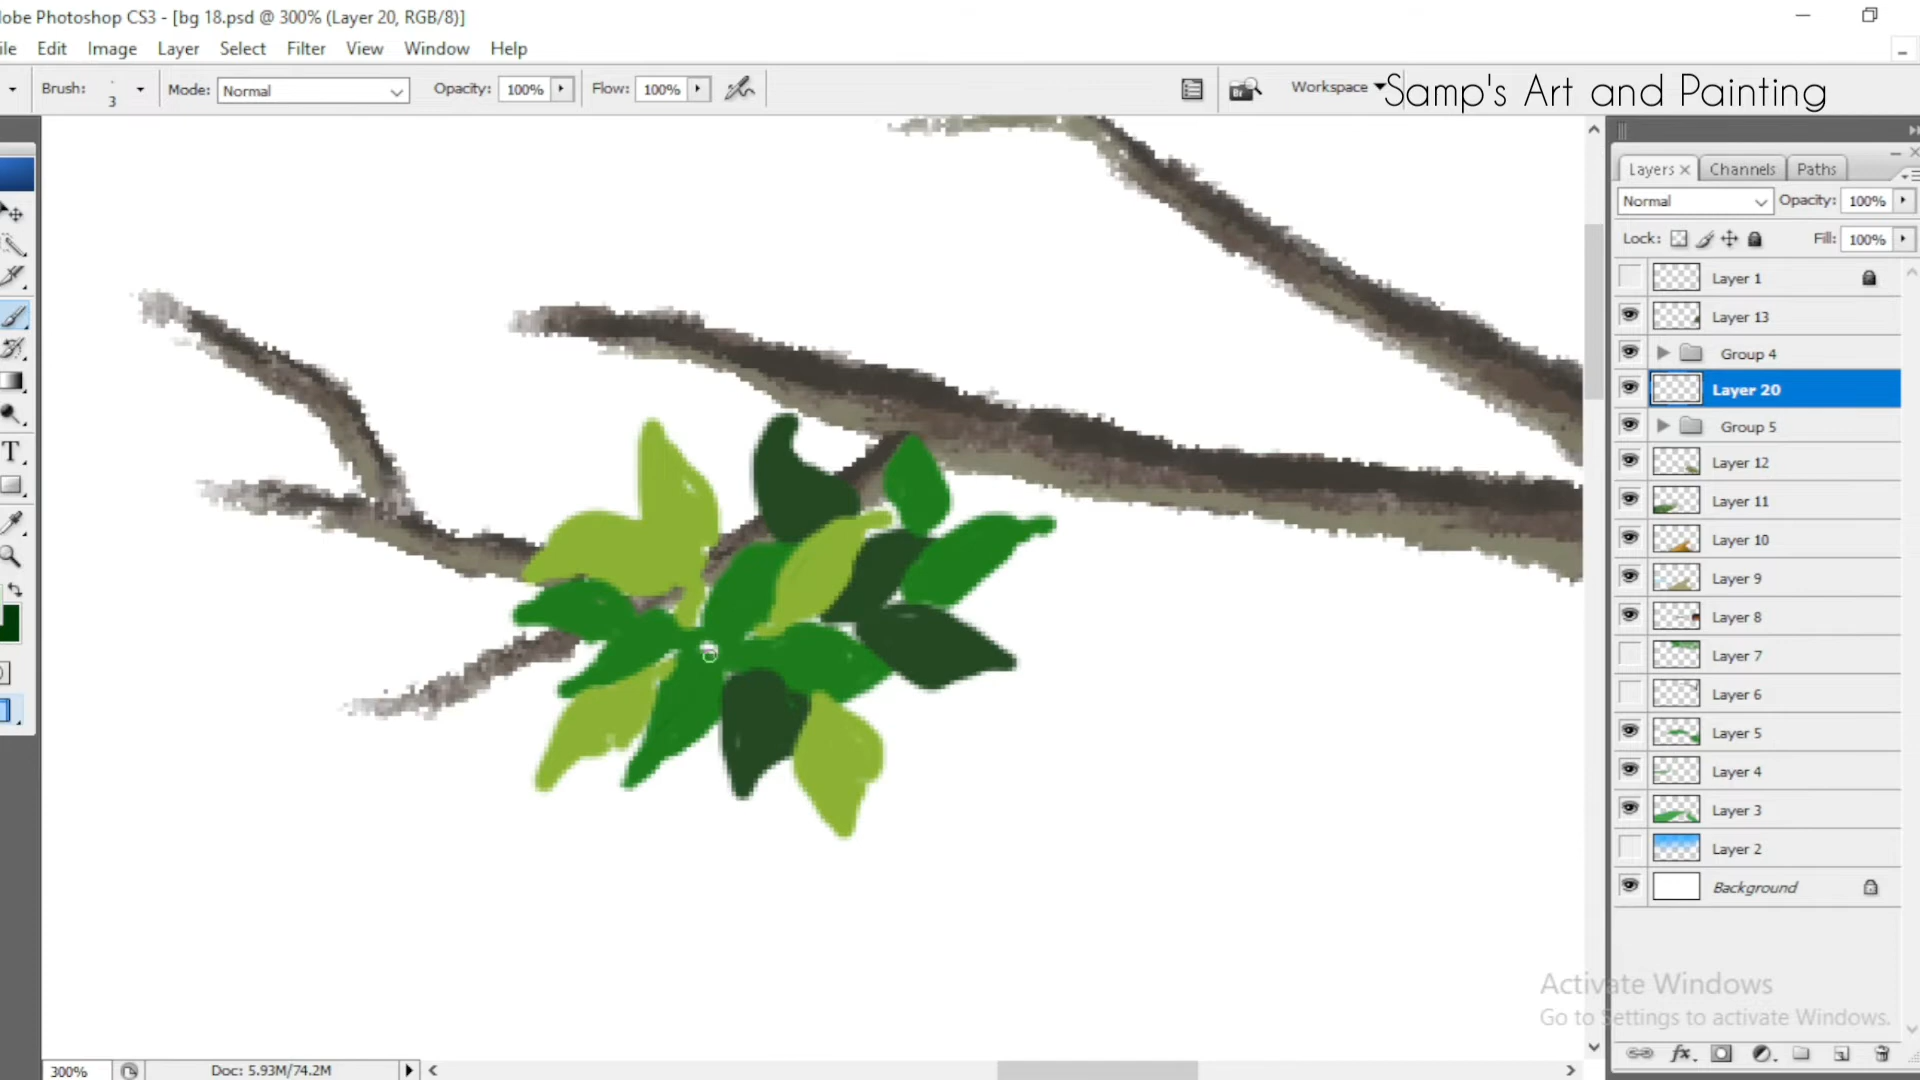 dobe Photoshop CS3 - [bg 18.psd @ 300% (Layer 20, RGB/8)]
ile Edit Image Layer Select Filter View Window Help
Brush: 3 Mode: Normal Opacity: 100% Flow: 100% Workspace
Samp's Art and Painting
Layers Channels Paths
Normal Opacity: 100%
Lock: Fill: 100%
Layer 1
Layer 13
Group 4
Layer 20
Group 5
Layer 12
Layer 11
Layer 10
Layer 9
Layer 8
Layer 7
Layer 6
Layer 5
Layer 4
Layer 3
Layer 2
Background
Activate Windows
Go to Settings to activate Windows.
300% Doc: 5.93M/74.2M